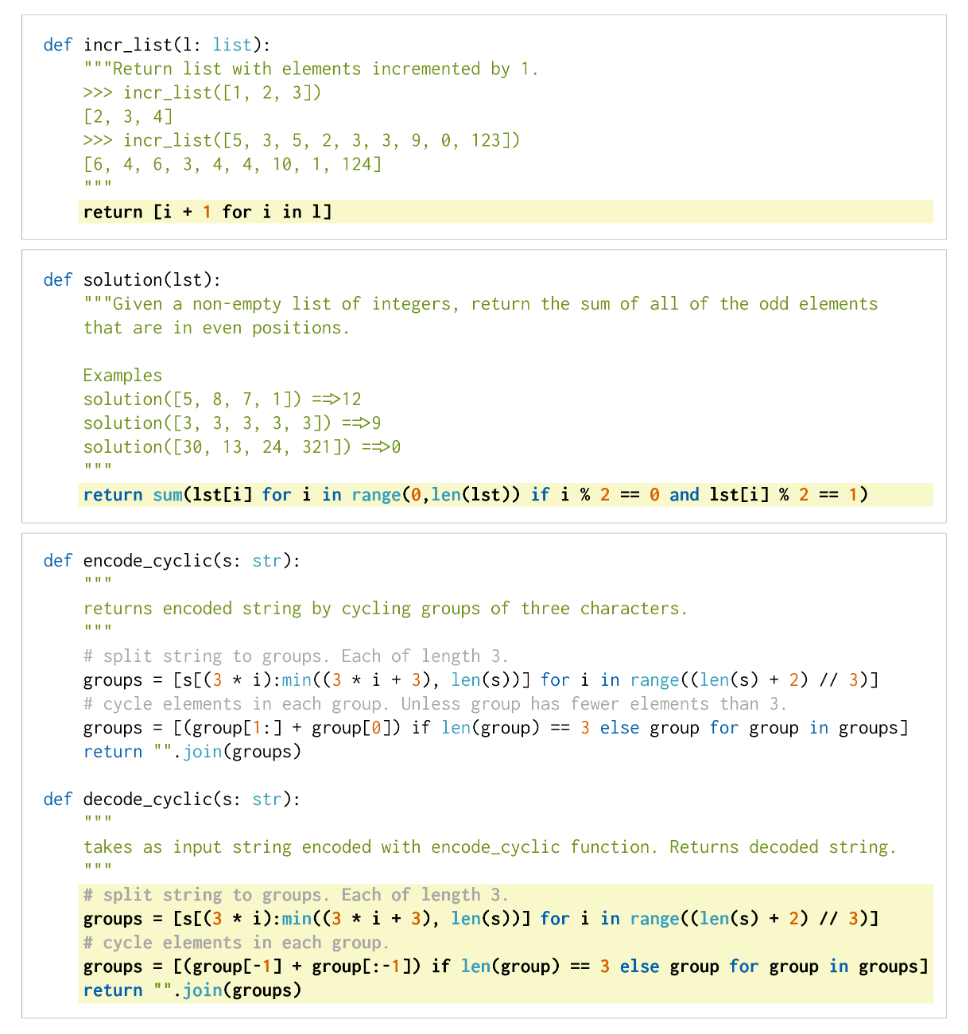 def incr_list(l: list):
    """Return list with elements incremented by 1.
    >>> incr_list([1, 2, 3])
    [2, 3, 4]
    >>> incr_list([5, 3, 5, 2, 3, 3, 9, 0, 123])
    [6, 4, 6, 3, 4, 4, 10, 1, 124]
    """
    return [i + 1 for i in l]
def solution(lst):
    """Given a non-empty list of integers, return the sum of all of the odd elements
    that are in even positions.
    Examples
    solution([5, 8, 7, 1]) ==>12
    solution([3, 3, 3, 3, 3]) ==>9
    solution([30, 13, 24, 321]) ==>0
    """
    return sum(lst[i] for i in range(0,len(lst)) if i % 2 == 0 and lst[i] % 2 == 1)
def encode_cyclic(s: str):
    """
    returns encoded string by cycling groups of three characters.
    """
    # split string to groups. Each of length 3.
    groups = [s[(3 * i):min((3 * i + 3), len(s))] for i in range((len(s) + 2) // 3)]
    # cycle elements in each group. Unless group has fewer elements than 3.
    groups = [(group[1:] + group[0]) if len(group) == 3 else group for group in groups]
    return "".join(groups)
def decode_cyclic(s: str):
    """
    takes as input string encoded with encode_cyclic function. Returns decoded string.
    """
    # split string to groups. Each of length 3.
    groups = [s[(3 * i):min((3 * i + 3), len(s))] for i in range((len(s) + 2) // 3)]
    # cycle elements in each group.
    groups = [(group[-1] + group[:-1]) if len(group) == 3 else group for group in groups]
    return "".join(groups)